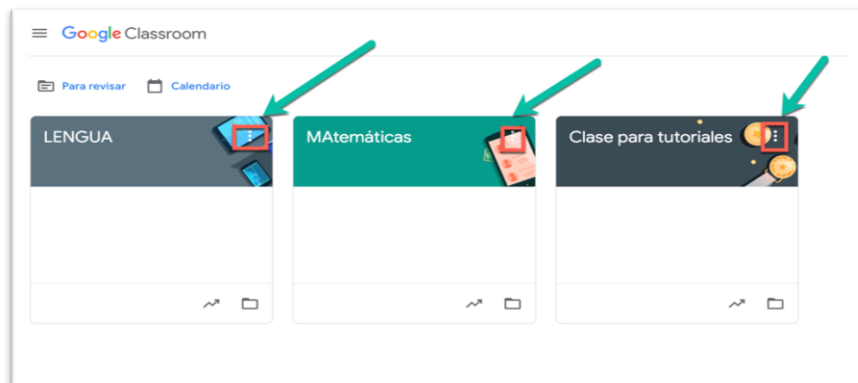 Google Classroom
Para revisar Calendario
LENGUA
MAtemáticas
Clase para tutoriales